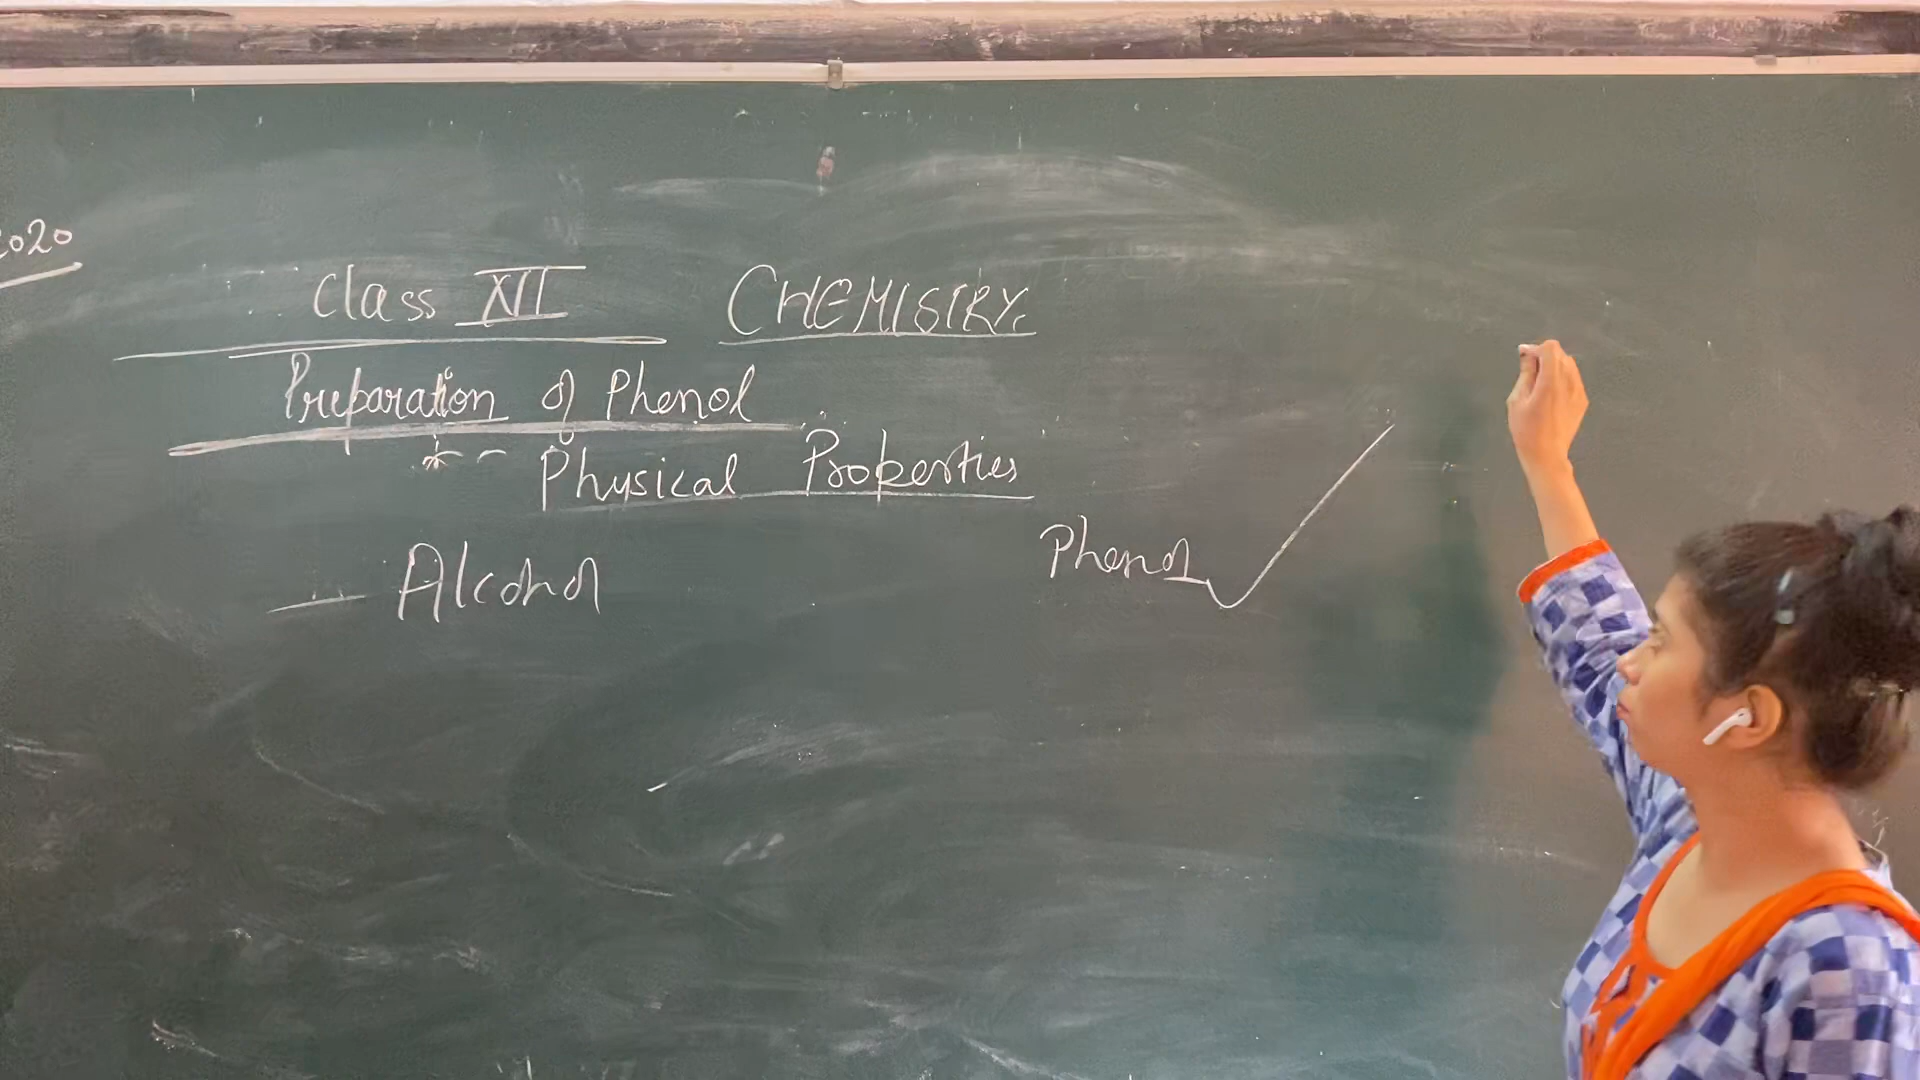 2020
Class XII CHEMISTRY.
Preparation of Phenol
Physical Properties
Alcohol Phenol